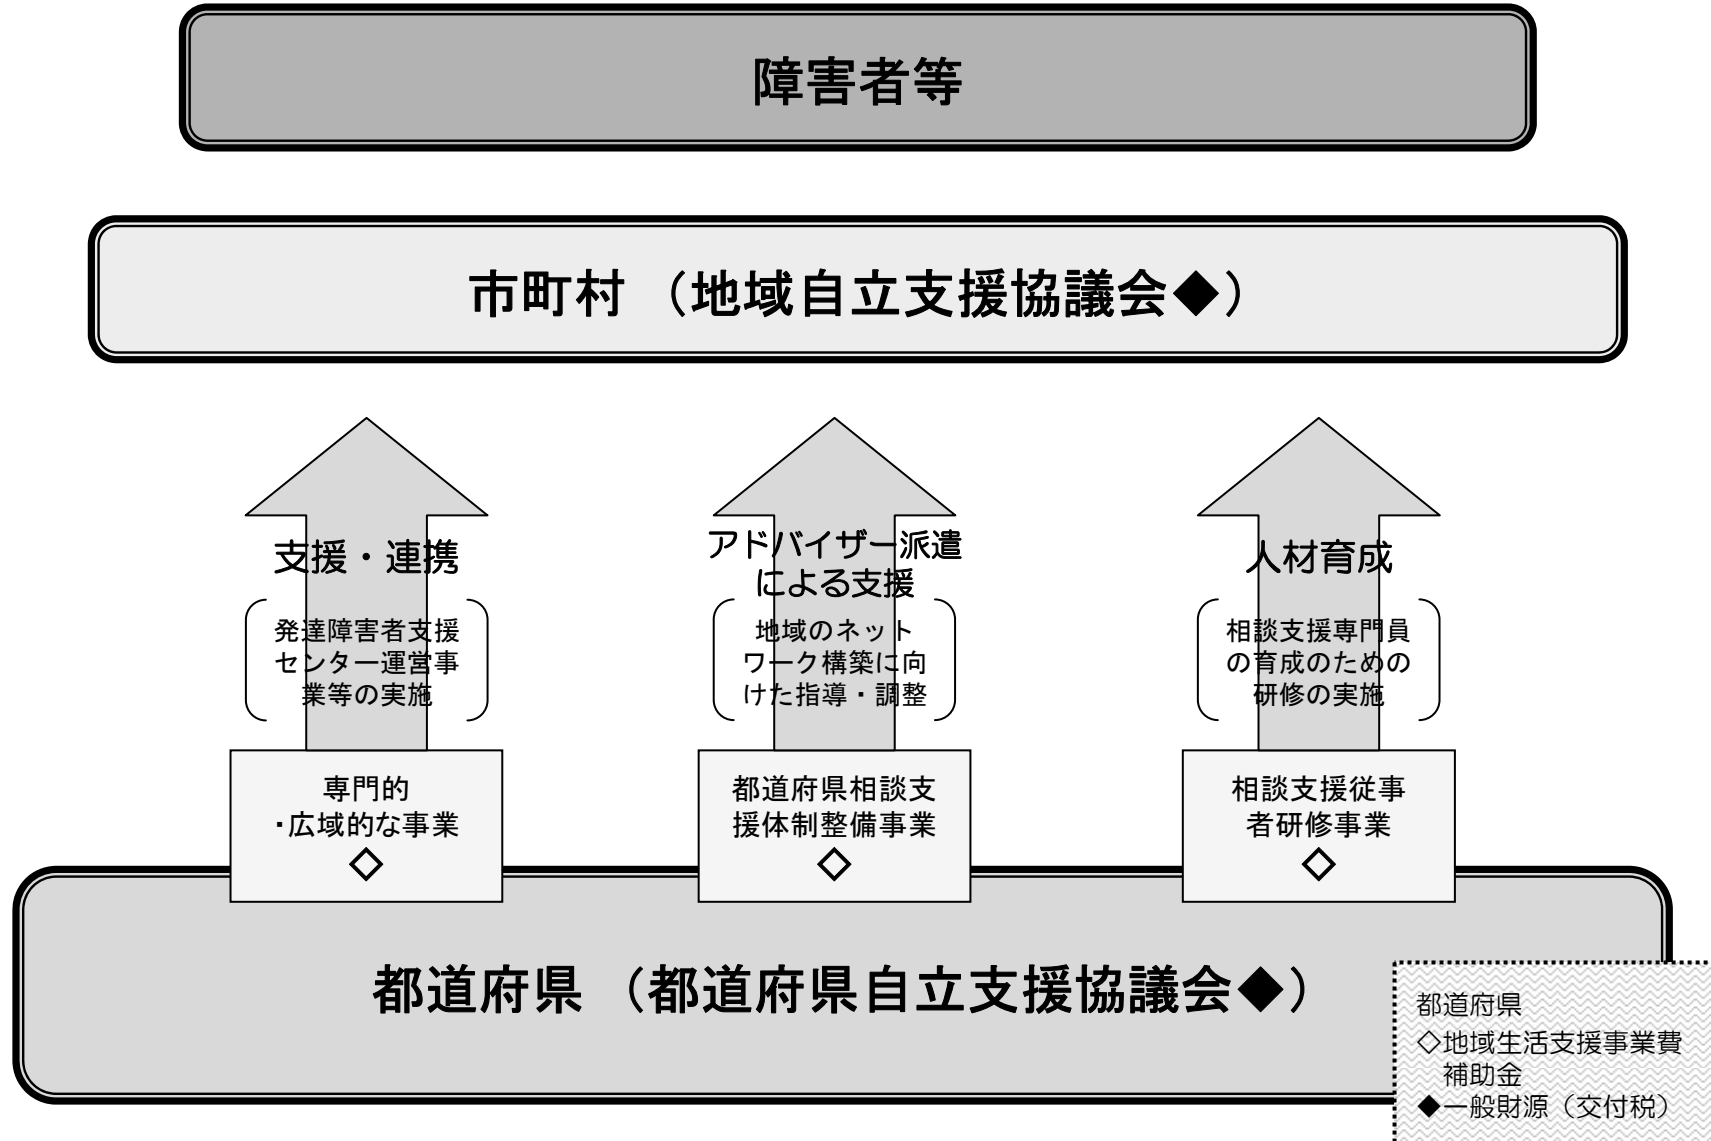 障害者等
市町村 （地域自立支援協議会◆）
支援・連携
発達障害者支援
センター運営事
業等の実施
専門的
・広域的な事業
◇
アドバイザー派遣
による支援
地域のネット
ワーク構築に向
けた指導・調整
都道府県相談支
援体制整備事業
◇
人材育成
相談支援専門員
の育成のための
研修の実施
相談支援従事
者研修事業
◇
都道府県 （都道府県自立支援協議会◆）
都道府県
◇地域生活支援事業費
補助金
◆一般財源（交付税）